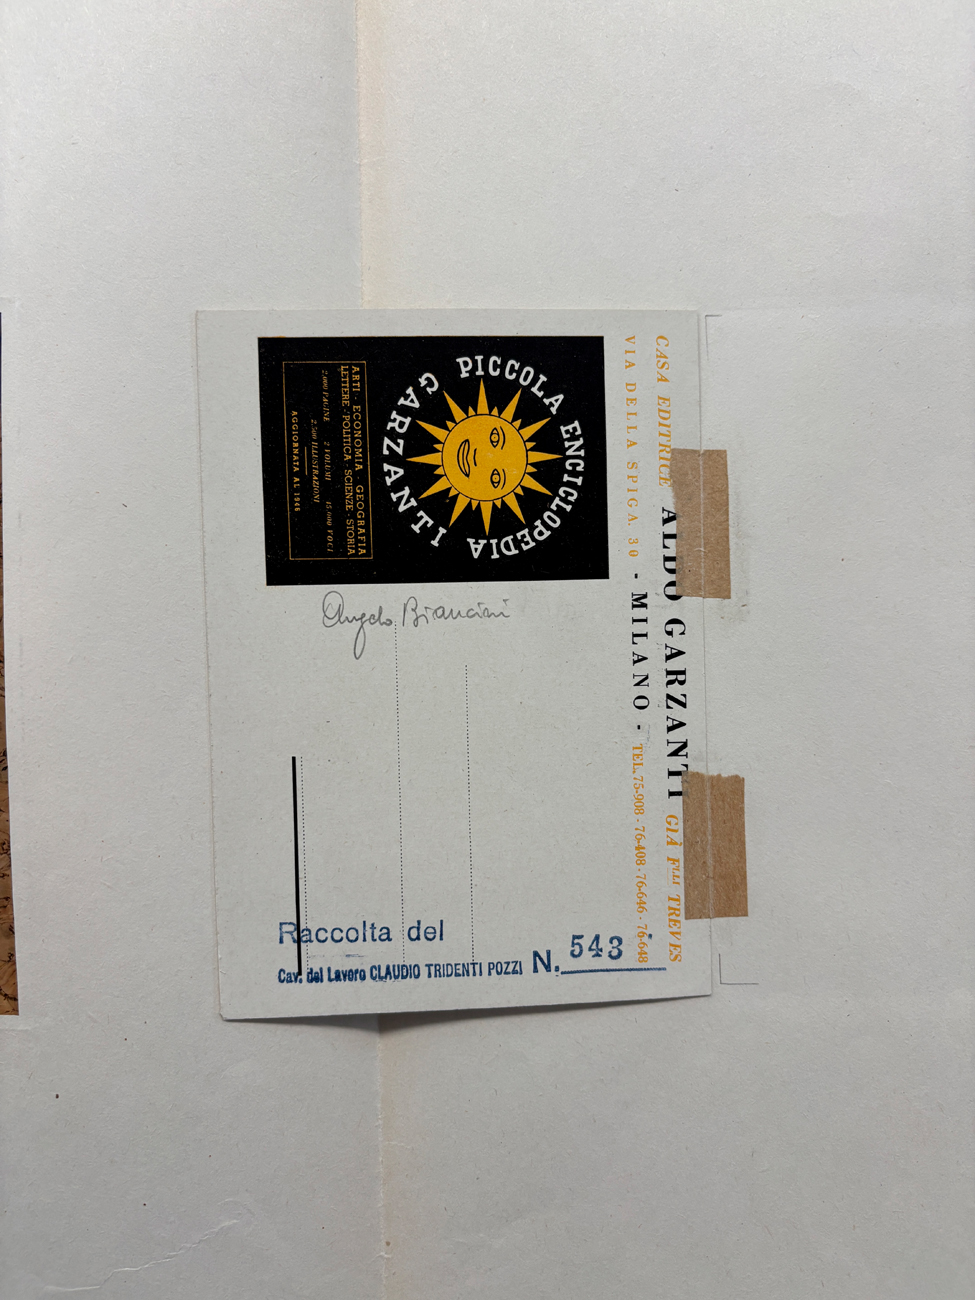 CASA EDITRICE ALDO GARZANTI GIÀ Flli TREVES
VIA DELLA SPIGA 30 - MILANO - TEL. 75-908 - 76-408 - 76-646 - 76-648
PICCOLA ENCICLOPEDIA
GARZANTI
ARTI · ECONOMIA · GEOGRAFIA
LETTERE · POLITICA · SCIENZE · STORIA
2.000 PAGINE 2 VOLUMI 15.000 VOCI
2.500 ILLUSTRAZIONI
AGGIORNATA AL 1946
Angelo Biancini
Raccolta del
Cav. del Lavoro CLAUDIO TRIDENTI POZZI N. 543